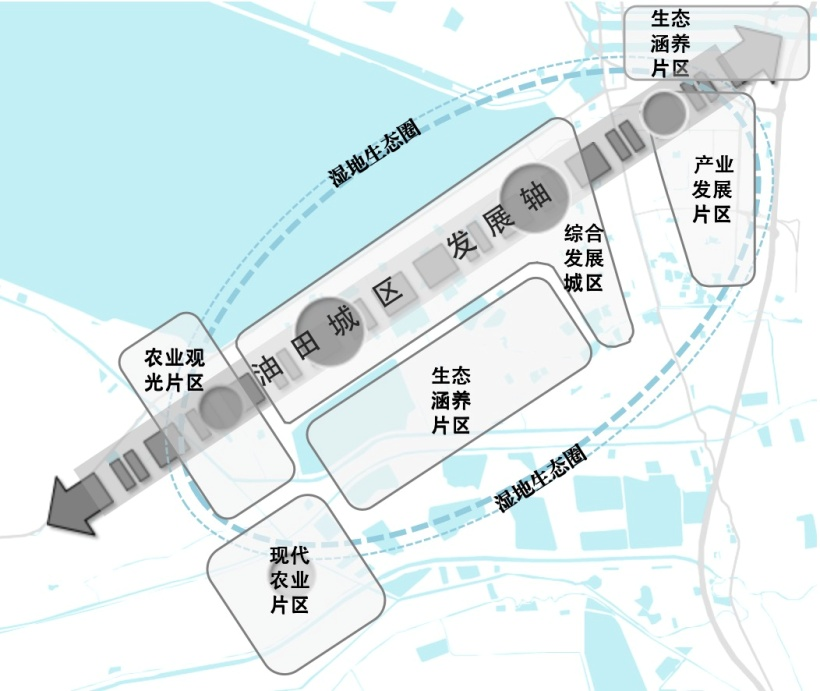 生态
涵养
片区
湿地生态圈
产业
发展
片区
油田城区 发展轴
综合
发展
城区
农业观
光片区
生态
涵养
片区
湿地生态圈
现代
农业
片区